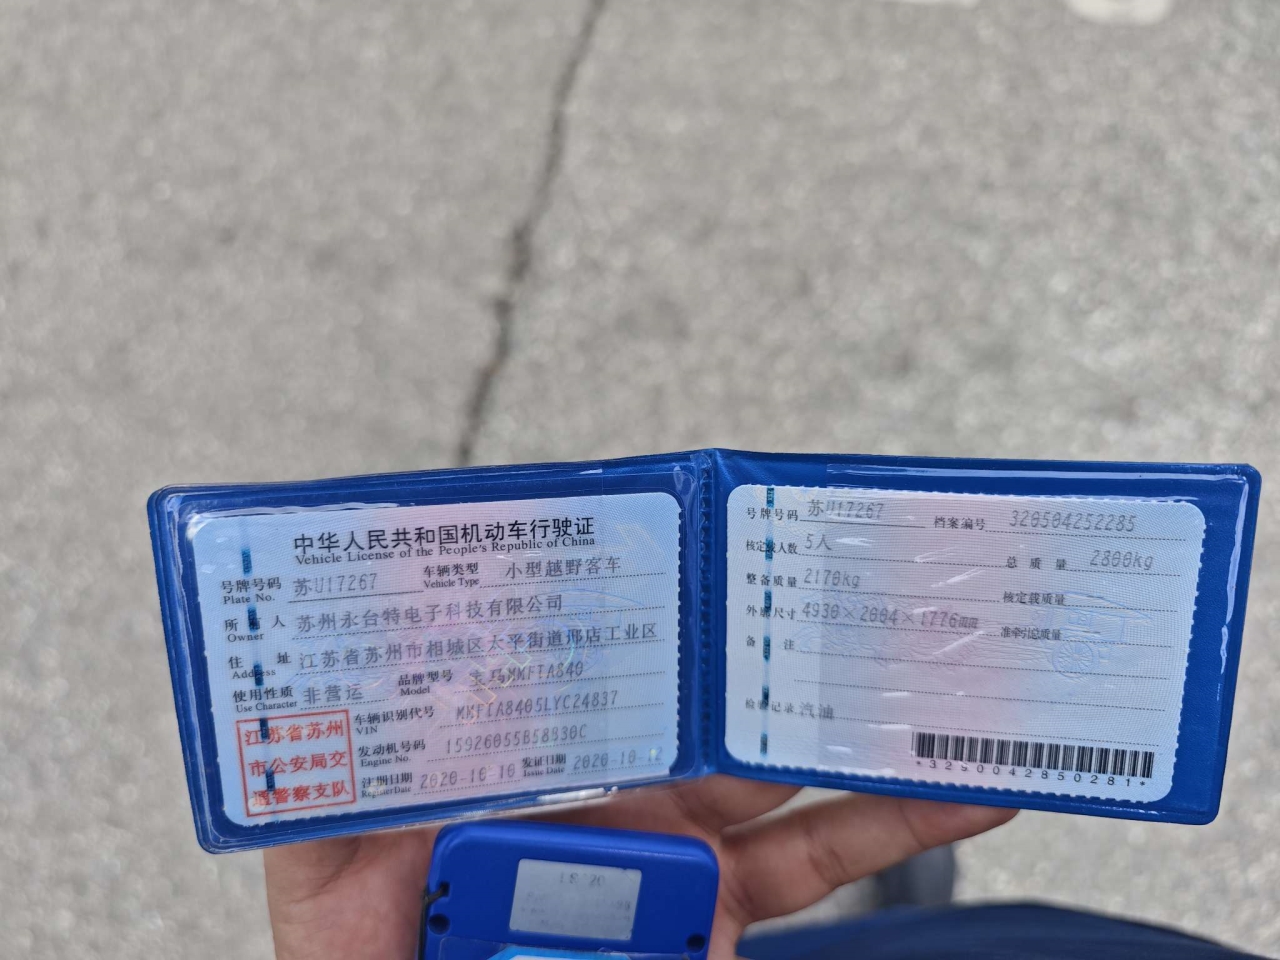 中华人民共和国机动车行驶证
Vehicle License of the People's Republic of China
号牌号码 苏U17267 车辆类型 小型越野客车
Plate No. Vehicle Type
所有人 苏州永台特电子科技有限公司
Owner
住址 江苏省苏州市相城区太平街道邢店工业区
Address
使用性质 非营运 品牌型号 宝马
Use Character Model
车辆识别代号
VIN
发动机号码
Engine No.
注册日期 2020-10-10 发证日期 2020-10-12
Register Date Issue Date
江苏省苏州
市公安局交
通警察支队
号牌号码 苏U17267 档案编号 320504252285
核定载人数 5人 总质量 2800kg
整备质量 2170kg 核定载质量
外廓尺寸 4930×2004×1776 准牵引总质量
备注
检验记录 汽油
*3290042850281*